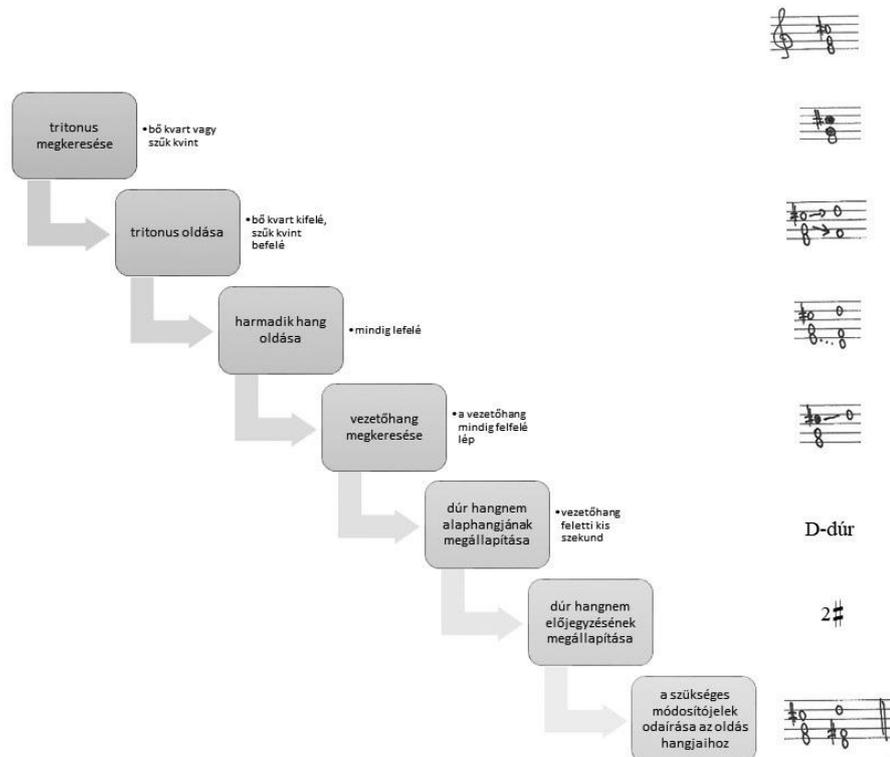 tritonus
megkeresése
•bő kvart vagy
szűk kvint
tritonus oldása
•bő kvart kifelé,
szűk kvint
befelé
harmadik hang
oldása
•mindig lefelé
vezetőhang
megkeresése
•a vezetőhang
mindig felfelé
lép
dúr hangnem
alaphangjának
megállapítása
•vezetőhang
feletti kis
szekund
D-dúr
dúr hangnem
előjegyzésének
megállapítása
2♯
a szükséges
módosítójelek
odaírása az oldás
hangjaihoz